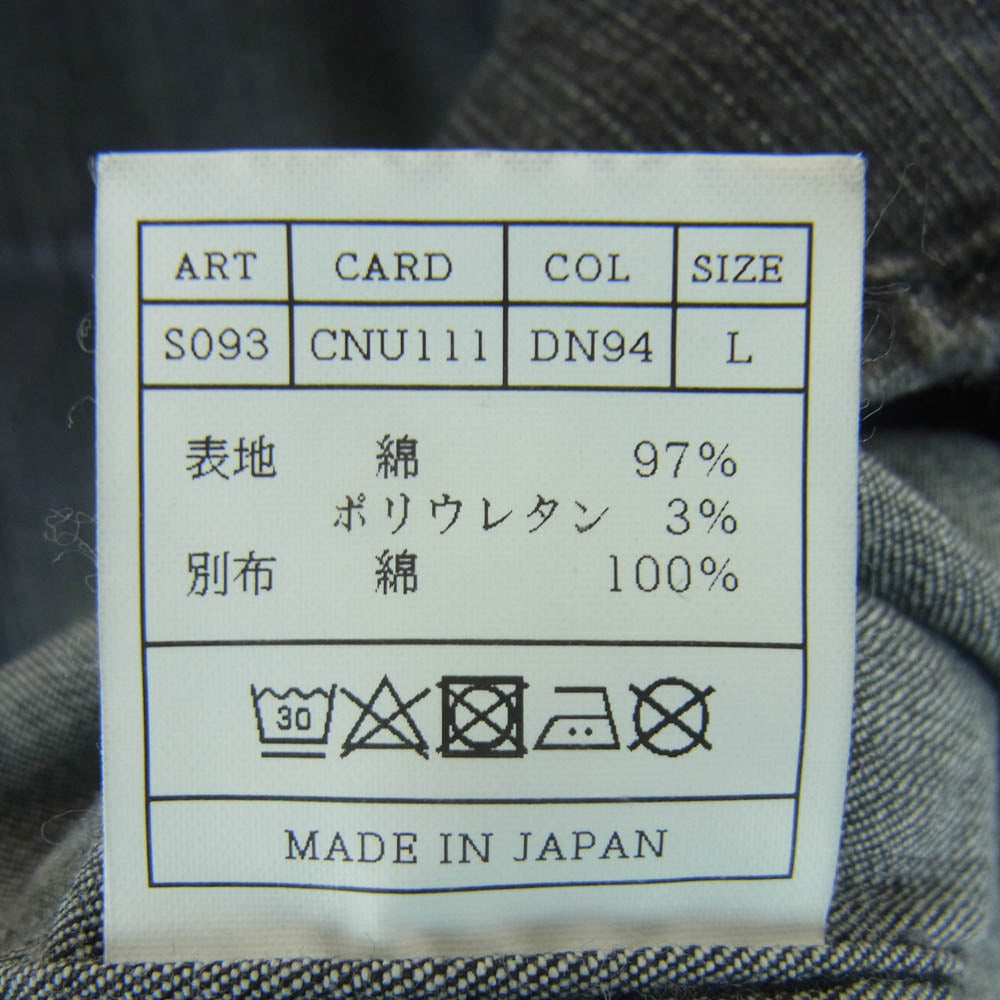 ART CARD COL SIZE
S093 CNU111 DN94 L
表地 綿 97%
ポリウレタン 3%
別布 綿 100%
30
MADE IN JAPAN